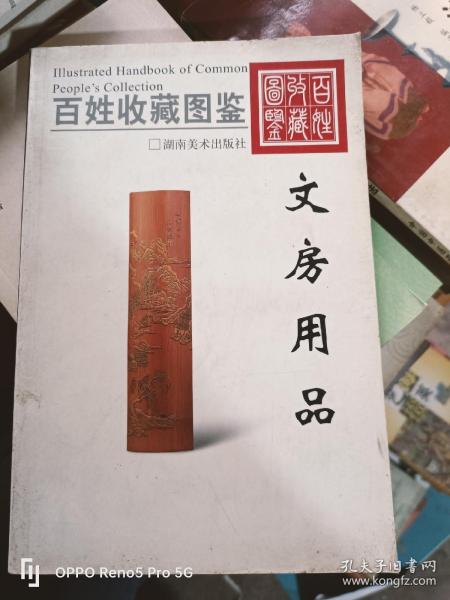 Illustrated Handbook of Common
People's Collection
百姓收藏图鉴
百姓收藏圖鑒
□湖南美术出版社
文房用品
OPPO Reno5 Pro 5G
孔夫子旧书网
www.kongfz.com